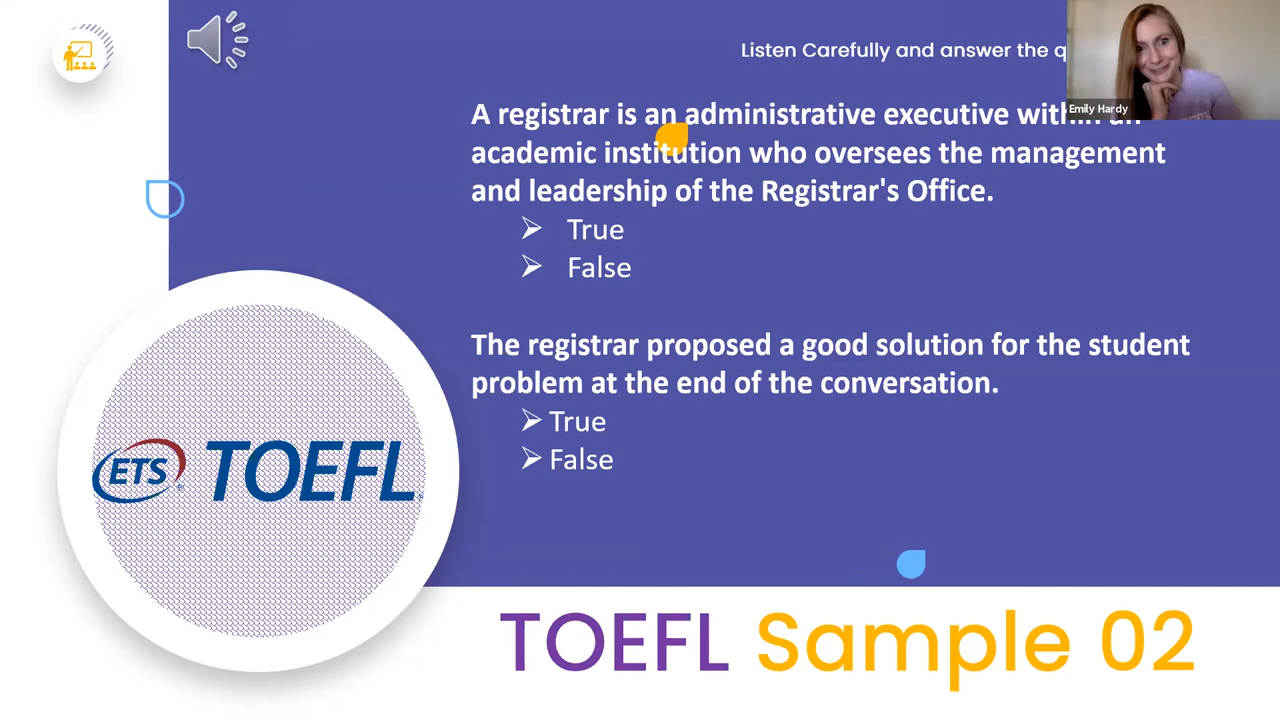 Listen Carefully and answer the
Emily Hardy
A registrar is an administrative executive within an
academic institution who oversees the management
and leadership of the Registrar's Office.
➢ True
➢ False
The registrar proposed a good solution for the student
problem at the end of the conversation.
➢ True
➢ False
ETS TOEFL
TOEFL Sample 02